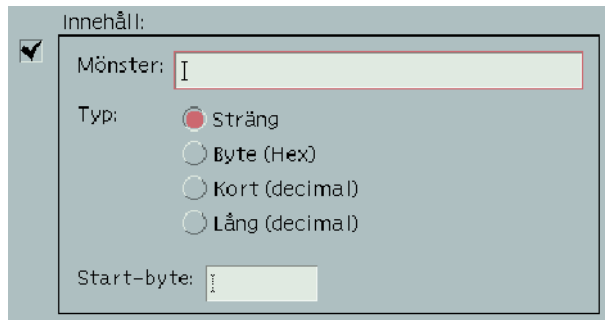 Innehåll:
Mönster:
Typ:
Sträng
Byte (Hex)
Kort (decimal)
Lång (decimal)
Start-byte: